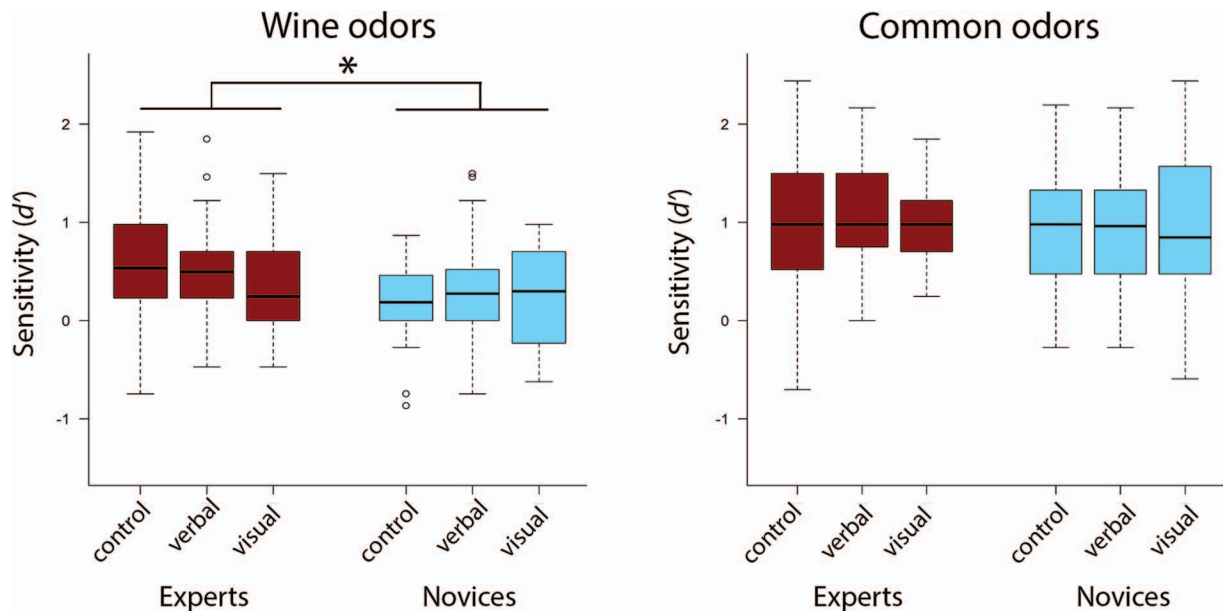 Wine odors
*
Sensitivity (d′)
2
1
0
-1
control
verbal
visual
control
verbal
visual
Experts
Novices
Common odors
Sensitivity (d′)
2
1
0
-1
control
verbal
visual
control
verbal
visual
Experts
Novices